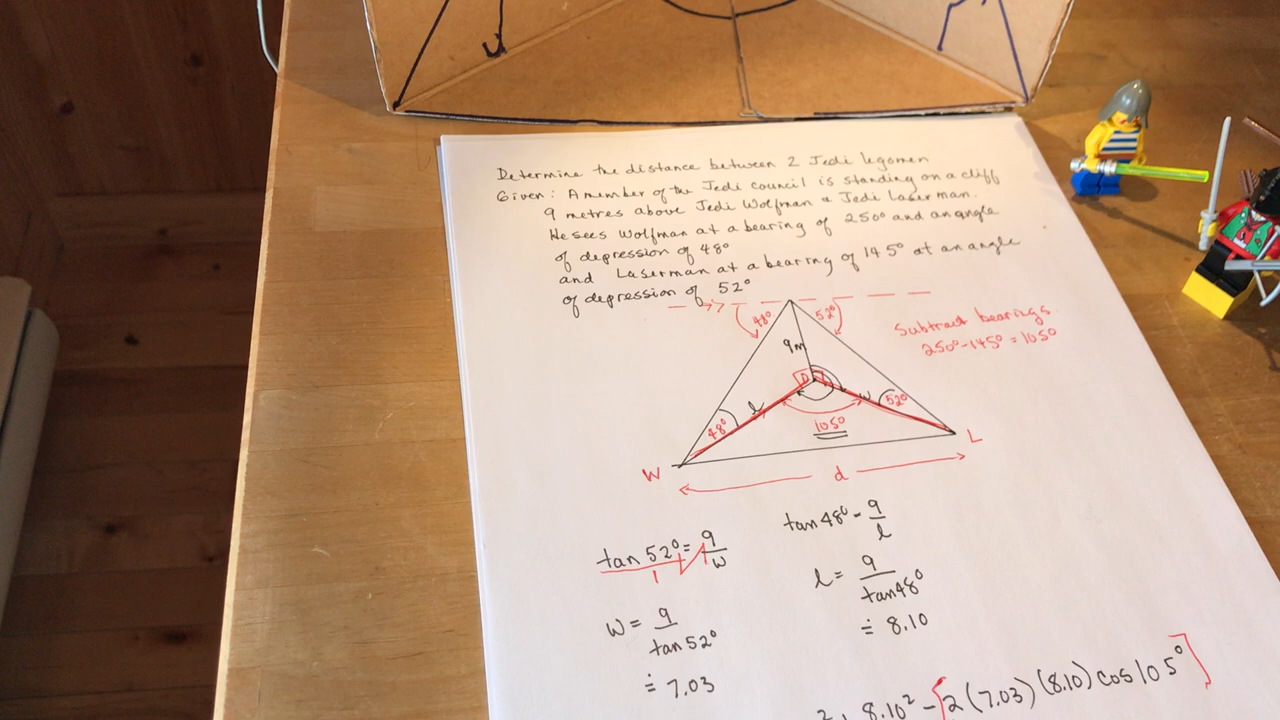 Determine the distance between 2 Jedi legomen
Given: A member of the Jedi Council is standing on a cliff
9 metres above Jedi Wolfman & Jedi Laserman.
He sees Wolfman at a bearing of 250° and an angle
of depression of 48°
and Laserman at a bearing of 145° at an angle
of depression of 52°
48° 52°
Subtract bearings
250°-145°=105°
9m
D
l w 52°
48° 105°
W L
d
tan 52° = 9/w
1
tan 48° = 9/l
w = 9/tan 52°
l = 9/tan 48°
≐ 7.03
≐ 8.10
2 + 8.10² - [2(7.03)(8.10) cos 105°]